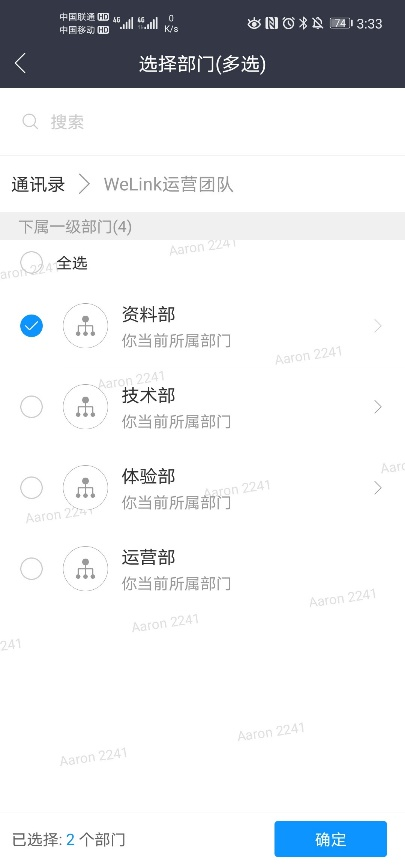 中国联通 HD
中国移动 HD
4G
4G
0
K/s
74
3:33
选择部门(多选)
搜索
通讯录 WeLink运营团队
下属一级部门(4)
Aaron 2241
全选
Aaron 2241
资料部
你当前所属部门
Aaron 2241
Aaron 2241
技术部
你当前所属部门
体验部
Aaron 2241
你当前所属部门
Aaron 2241
运营部
你当前所属部门
Aaron 2241
Aaron 2241
2241
Aaron 2241
Aaron 2241
已选择: 2 个部门
确定